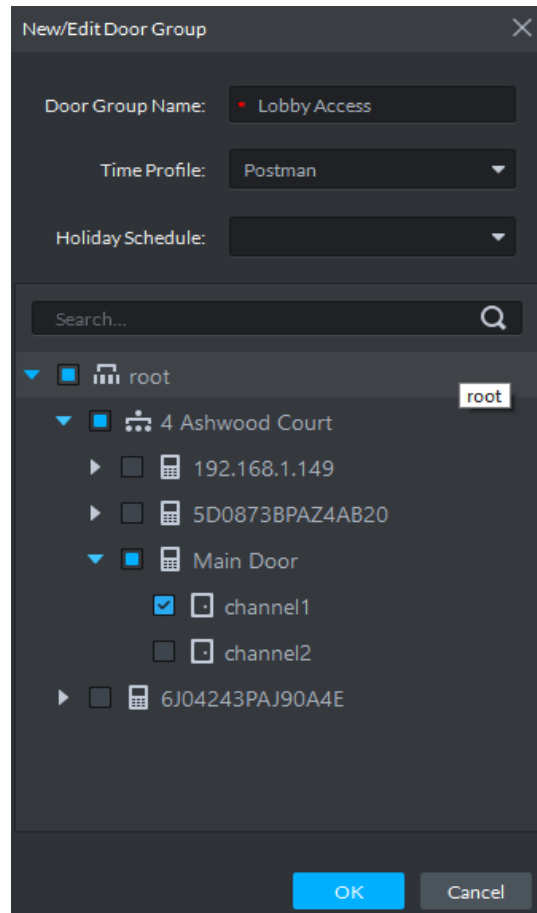 New/Edit Door Group
Door Group Name: * Lobby Access
Time Profile: Postman
Holiday Schedule:
Search...
root
root
4 Ashwood Court
192.168.1.149
5D0873BPAZ4AB20
Main Door
channel1
channel2
6J04243PAJ90A4E
OK Cancel